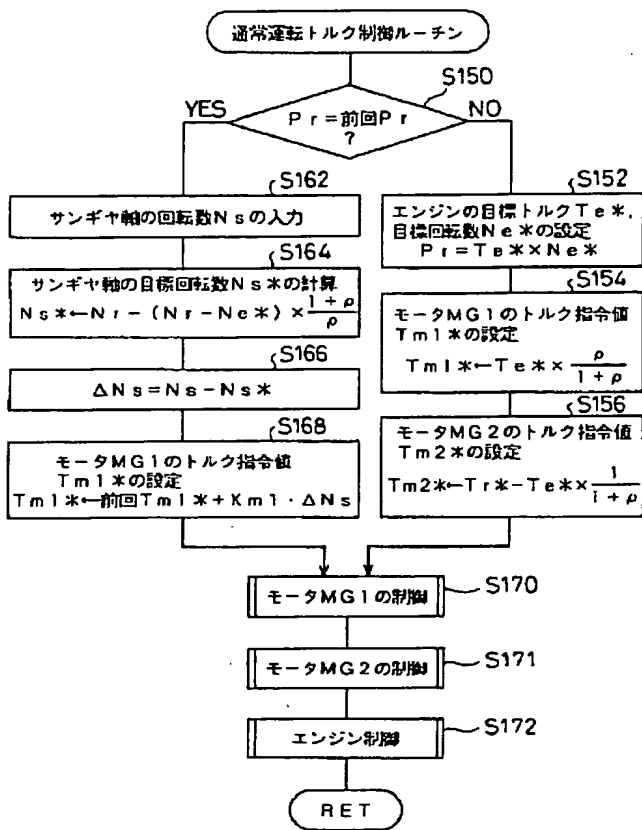 通常運転トルク制御ルーチン
S150
YES
NO
Pr=前回Pr
?
S162
サンギヤ軸の回転数Nsの入力
S164
サンギヤ軸の目標回転数Ns*の計算
Ns*←Nr-(Nr-Ne*)×(1+ρ)/ρ
S166
ΔNs=Ns-Ns*
S168
モータMG1のトルク指令値
Tm1*の設定
Tm1*←前回Tm1*+Km1・ΔNs
S152
エンジンの目標トルクTe*,
目標回転数Ne*の設定
Pr=Te*×Ne*
S154
モータMG1のトルク指令値
Tm1*の設定
Tm1*←Te*×ρ/(1+ρ)
S156
モータMG2のトルク指令値
Tm2*の設定
Tm2*←Tr*-Te*×1/(1+ρ)
モータMG1の制御
S170
モータMG2の制御
S171
エンジン制御
S172
RET